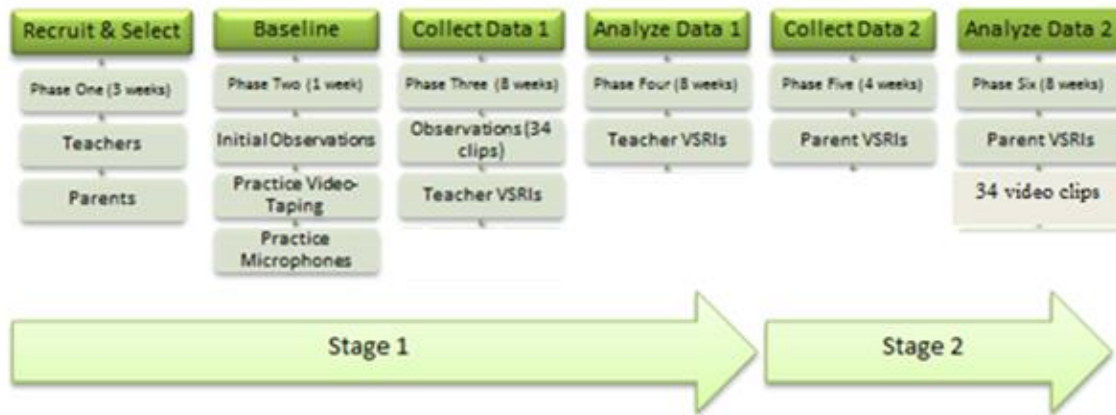 Recruit & Select
Phase One (3 weeks)
Teachers
Parents
Baseline
Phase Two (1 week)
Initial Observations
Practice Video-
Taping
Practice
Microphones
Collect Data 1
Phase Three (8 weeks)
Observations (34
clips)
Teacher VSRIs
Analyze Data 1
Phase Four (8 weeks)
Teacher VSRIs
Collect Data 2
Phase Five (4 weeks)
Parent VSRIs
Analyze Data 2
Phase Six (8 weeks)
Parent VSRIs
34 video clips
Stage 1
Stage 2